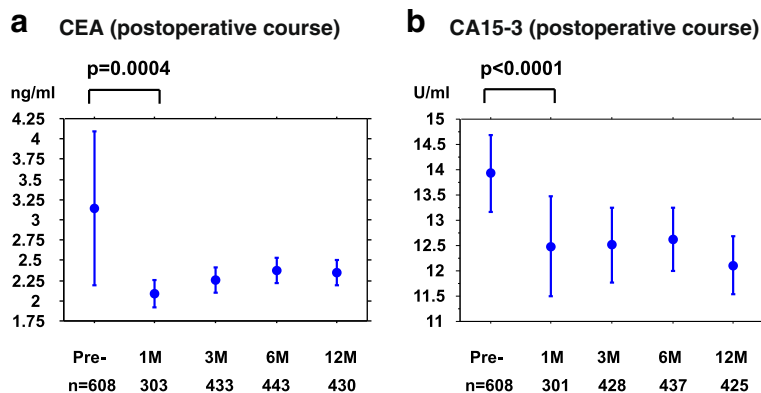 a CEA (postoperative course)
p=0.0004
ng/ml
4.25
4
3.75
3.5
3.25
3
2.75
2.5
2.25
2
1.75
Pre- 1M 3M 6M 12M
n=608 303 433 443 430
b CA15-3 (postoperative course)
p<0.0001
U/ml
15
14.5
14
13.5
13
12.5
12
11.5
11
Pre- 1M 3M 6M 12M
n=608 301 428 437 425